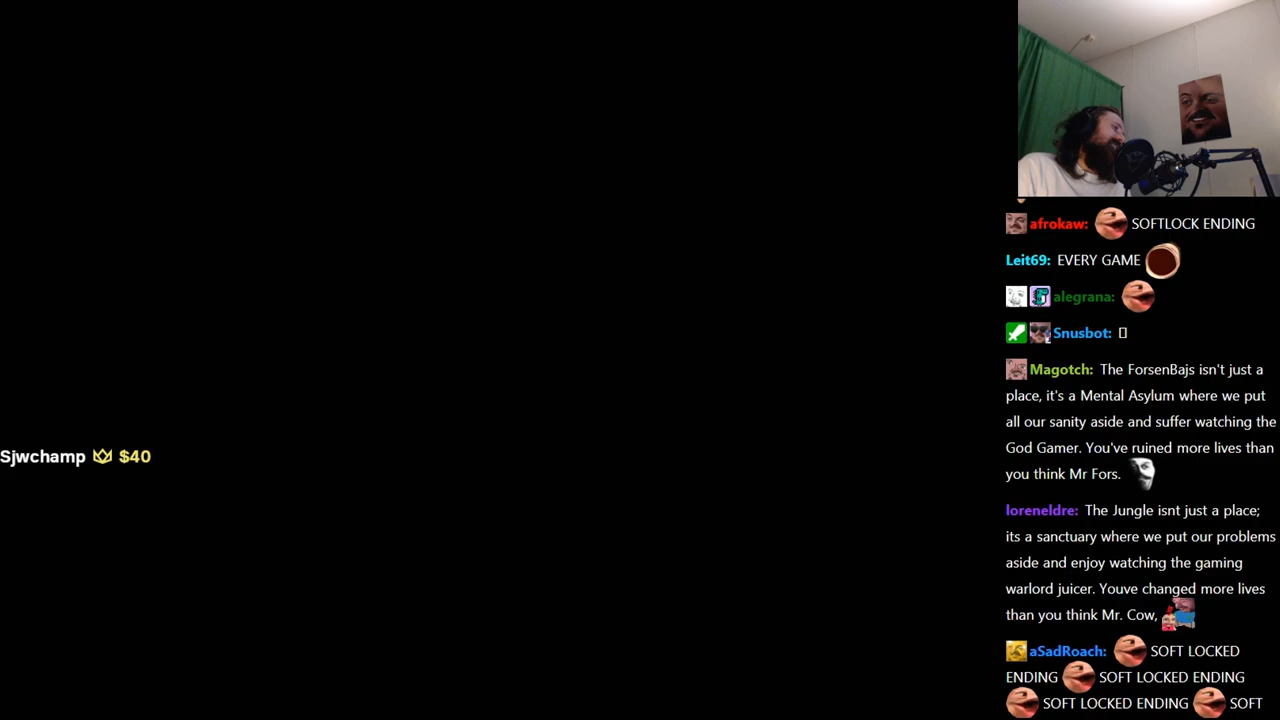 afrokaw: SOFTLOCK ENDING
Leit69: EVERY GAME
alegrana:
Snusbot: 
Magotch: The ForsenBajs isn't just a
place, it's a Mental Asylum where we put
all our sanity aside and suffer watching the
God Gamer. You've ruined more lives than
you think Mr Fors.
Sjwchamp $40
loreneldre: The Jungle isnt just a place;
its a sanctuary where we put our problems
aside and enjoy watching the gaming
warlord juicer. Youve changed more lives
than you think Mr. Cow,
aSadRoach: SOFT LOCKED
ENDING SOFT LOCKED ENDING
SOFT LOCKED ENDING SOFT